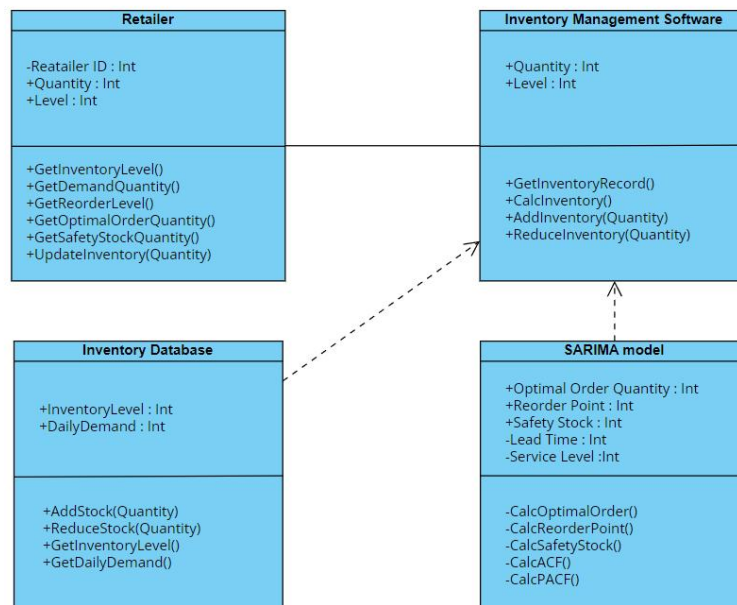 Retailer
-Reatailer ID : Int
+Quantity : Int
+Level : Int
+GetInventoryLevel()
+GetDemandQuantity()
+GetReorderLevel()
+GetOptimalOrderQuantity()
+GetSafetyStockQuantity()
+UpdateInventory(Quantity)
Inventory Management Software
+Quantity : Int
+Level : Int
+GetInventoryRecord()
+CalcInventory()
+AddInventory(Quantity)
+ReduceInventory(Quantity)
Inventory Database
+InventoryLevel : Int
+DailyDemand : Int
+AddStock(Quantity)
+ReduceStock(Quantity)
+GetInventoryLevel()
+GetDailyDemand()
SARIMA model
+Optimal Order Quantity : Int
+Reorder Point : Int
+Safety Stock : Int
-Lead Time : Int
-Service Level :Int
-CalcOptimalOrder()
-CalcReorderPoint()
-CalcSafetyStock()
-CalcACF()
-CalcPACF()